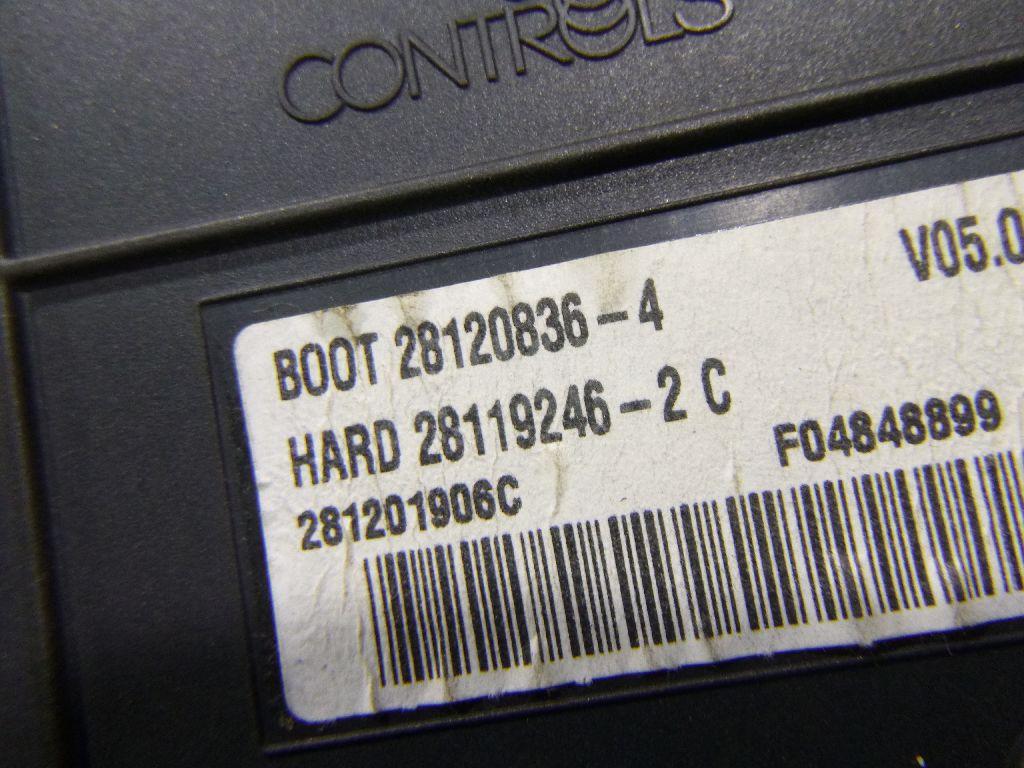 CONTROLS
V05.0
BOOT 28120836-4
HARD 28119246-2 C
F04848899
281201906C